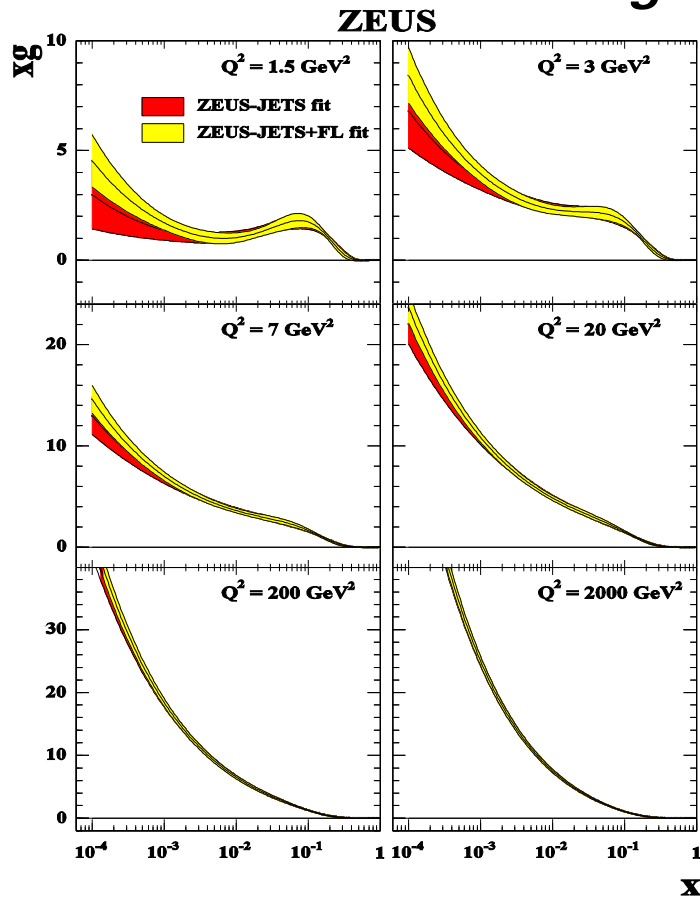 g
ZEUS
xg
10
5
0
Q² = 1.5 GeV²
ZEUS-JETS fit
ZEUS-JETS+FL fit
Q² = 3 GeV²
20
10
0
Q² = 7 GeV²
Q² = 20 GeV²
30
20
10
0
Q² = 200 GeV²
Q² = 2000 GeV²
10⁻⁴ 10⁻³ 10⁻² 10⁻¹ 1
10⁻⁴ 10⁻³ 10⁻² 10⁻¹ 1
x